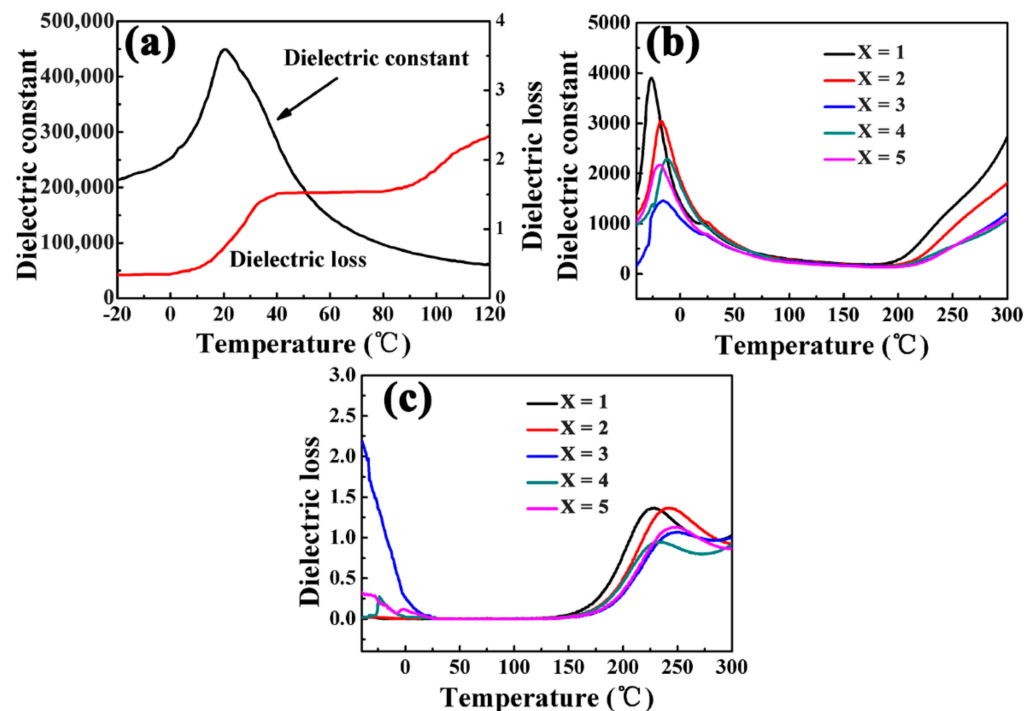 (a)
Dielectric constant
500,000
400,000
300,000
200,000
100,000
0
Dielectric constant
Dielectric loss
4
3
2
1
0
Dielectric loss
-20 0 20 40 60 80 100 120
Temperature (℃)
(b)
Dielectric constant
5000
4000
3000
2000
1000
0
X = 1
X = 2
X = 3
X = 4
X = 5
0 50 100 150 200 250 300
Temperature (℃)
(c)
Dielectric loss
3.0
2.5
2.0
1.5
1.0
0.5
0.0
X = 1
X = 2
X = 3
X = 4
X = 5
0 50 100 150 200 250 300
Temperature (℃)